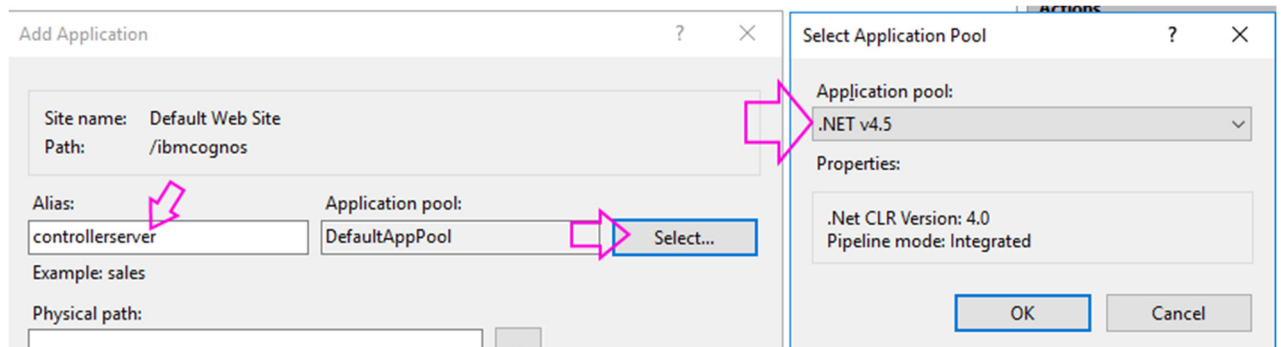 Add Application
? ×
Site name: Default Web Site
Path: /ibmcognos
Alias:
Application pool:
controllerserver
DefaultAppPool
Select...
Example: sales
Physical path:
Actions
Select Application Pool
? ×
Application pool:
.NET v4.5
Properties:
.Net CLR Version: 4.0
Pipeline mode: Integrated
OK
Cancel